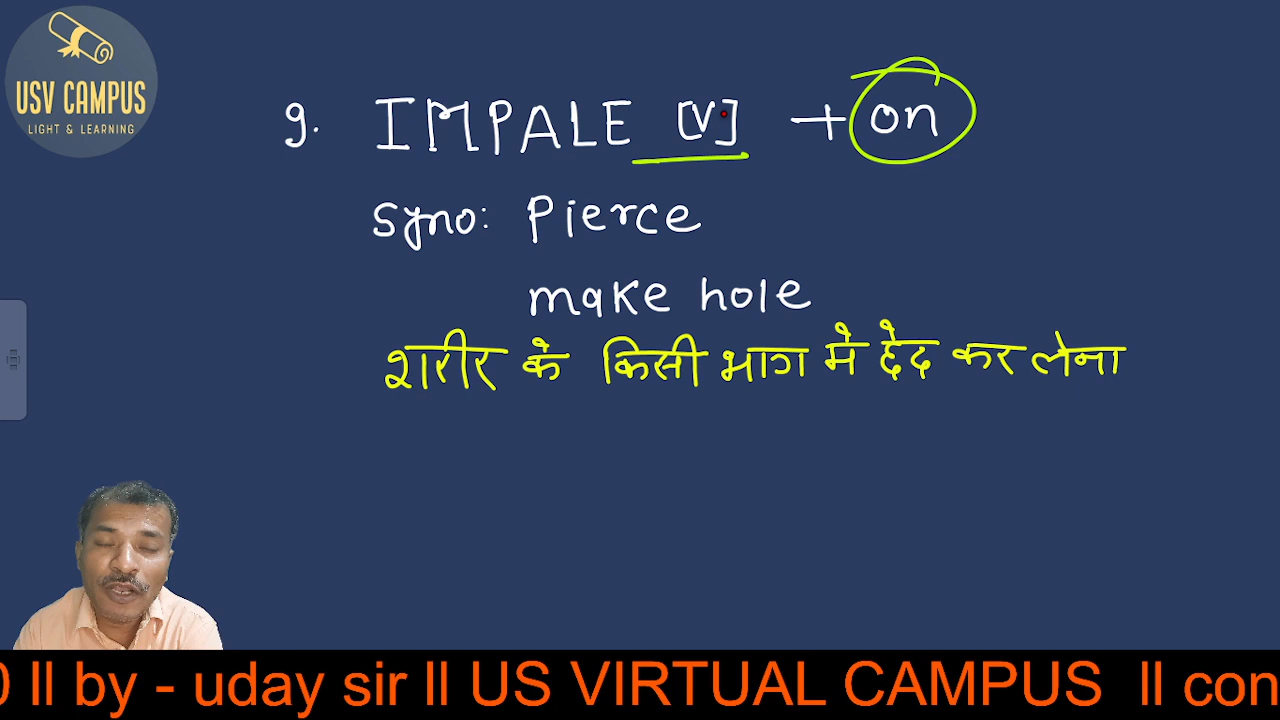 USV CAMPUS
LIGHT & LEARNING
9. IMPALE [V] + on
Syno: Pierce
make hole
शरीर के किसी भाग मे छेद कर लेना
0 ll by - uday sir ll US VIRTUAL CAMPUS ll con